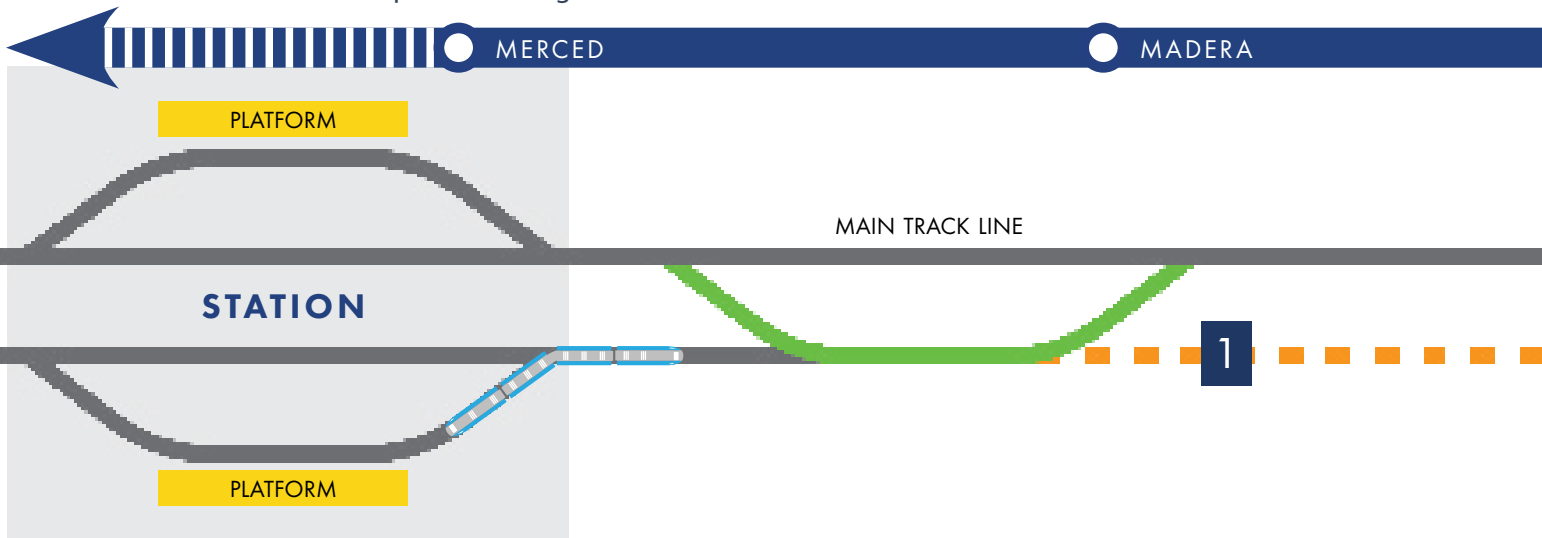 MERCED
MADERA
PLATFORM
MAIN TRACK LINE
STATION
1
PLATFORM